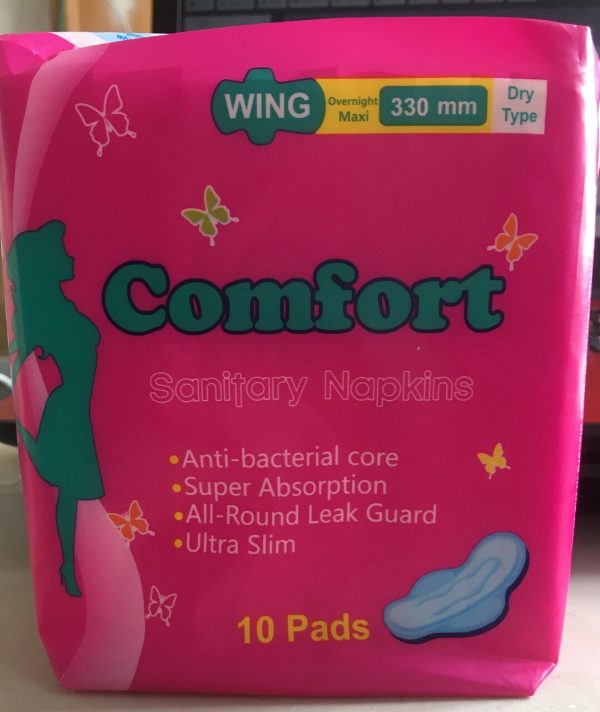 WING
Overnight
Maxi
330 mm
Dry
Type
Comfort
Sanitary Napkins
•Anti-bacterial core
•Super Absorption
•All-Round Leak Guard
•Ultra Slim
10 Pads